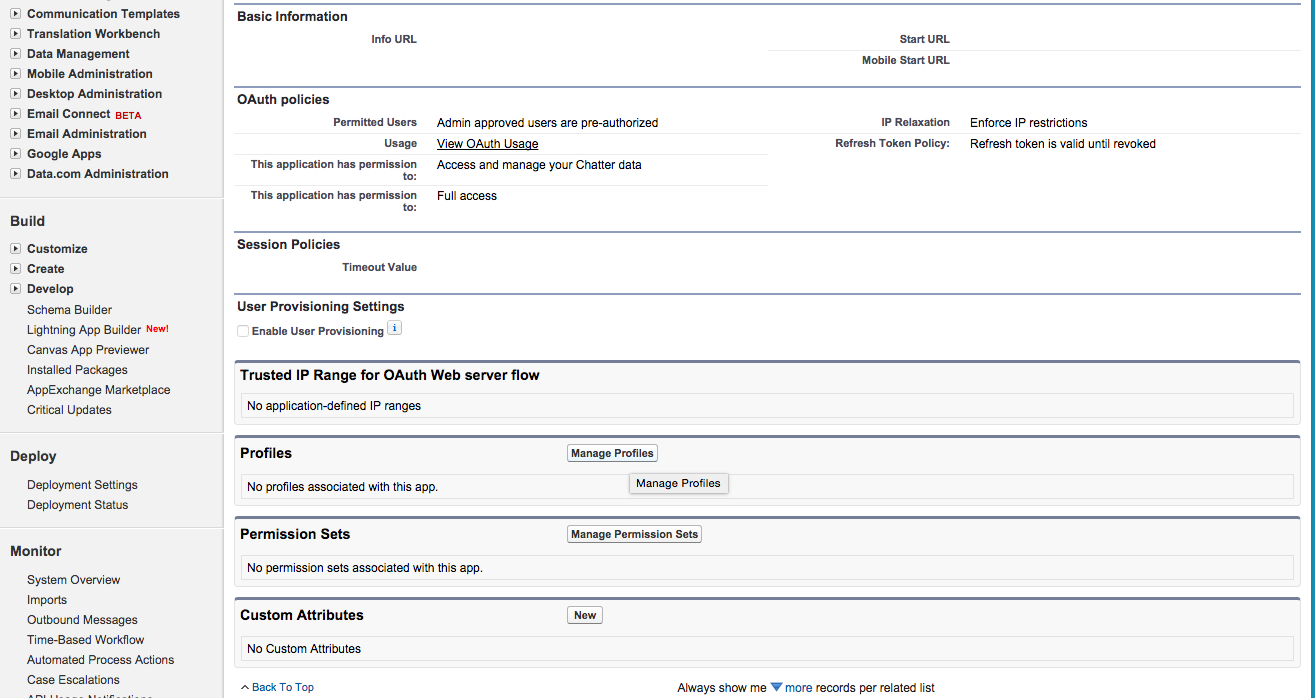 Communication Templates
Translation Workbench
Data Management
Mobile Administration
Desktop Administration
Email Connect BETA
Email Administration
Google Apps
Data.com Administration
Build
Customize
Create
Develop
Schema Builder
Lightning App Builder New!
Canvas App Previewer
Installed Packages
AppExchange Marketplace
Critical Updates
Deploy
Deployment Settings
Deployment Status
Monitor
System Overview
Imports
Outbound Messages
Time-Based Workflow
Automated Process Actions
Case Escalations
API Usage Notifications
Basic Information
Info URL
Start URL
Mobile Start URL
OAuth policies
Permitted Users Admin approved users are pre-authorized
IP Relaxation Enforce IP restrictions
Usage View OAuth Usage
Refresh Token Policy: Refresh token is valid until revoked
This application has permission to: Access and manage your Chatter data
This application has permission to: Full access
Session Policies
Timeout Value
User Provisioning Settings
Enable User Provisioning i
Trusted IP Range for OAuth Web server flow
No application-defined IP ranges
Profiles Manage Profiles
No profiles associated with this app.
Manage Profiles
Permission Sets Manage Permission Sets
No permission sets associated with this app.
Custom Attributes New
No Custom Attributes
Back To Top
Always show me more records per related list